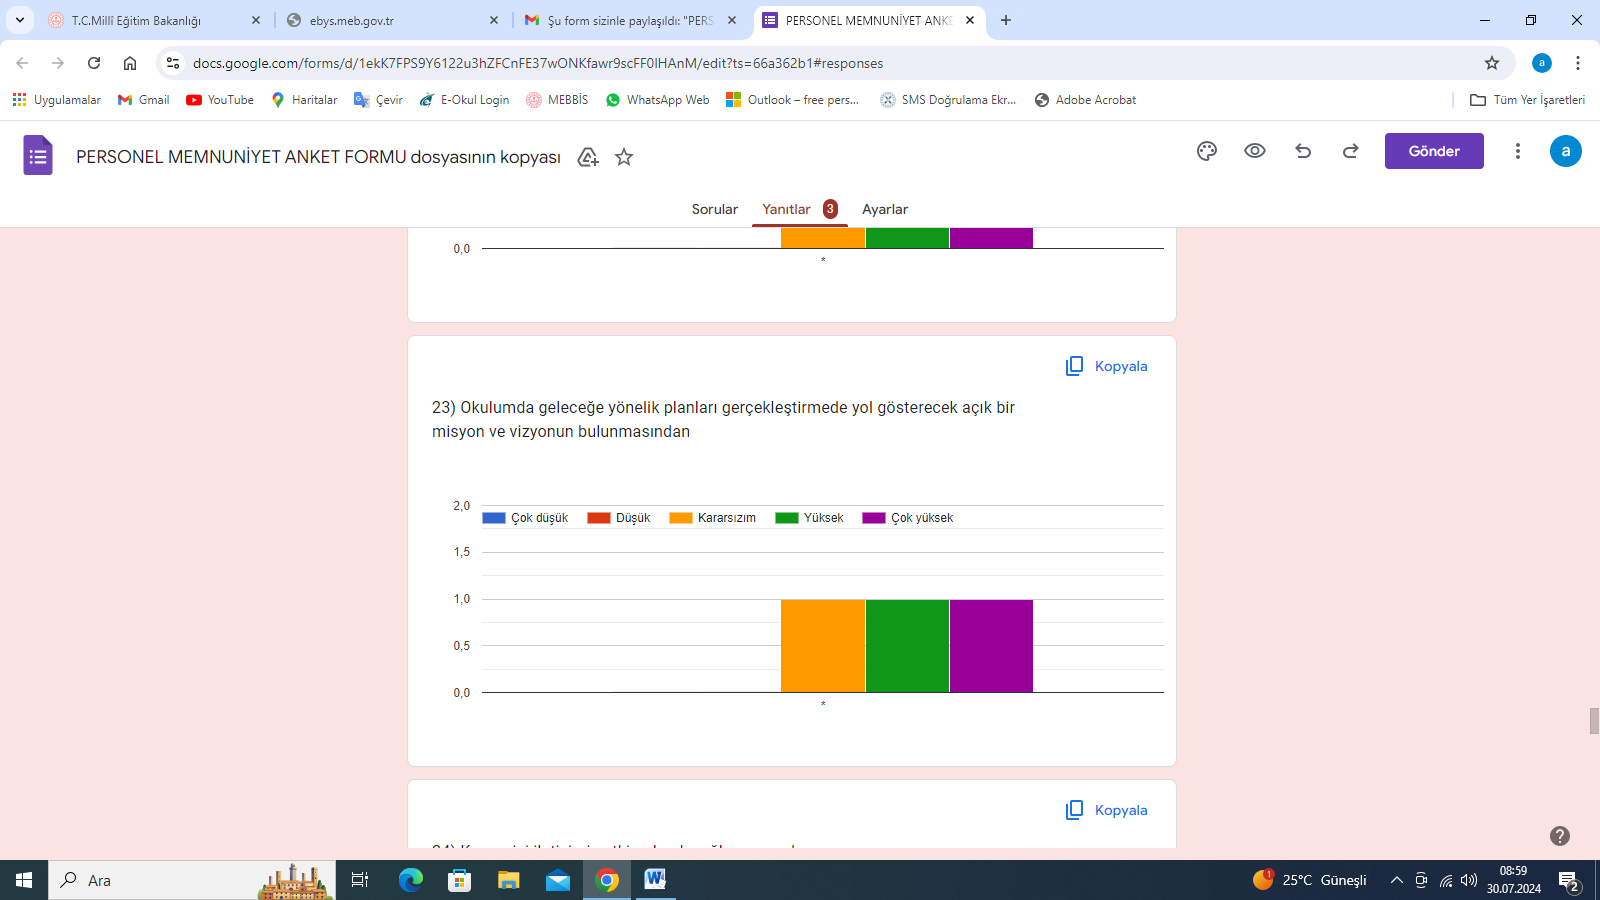 T.C.Millî Eğitim Bakanlığı
ebys.meb.gov.tr
Şu form sizinle paylaşıldı: "PERS
PERSONEL MEMNUNİYET ANKE
docs.google.com/forms/d/1ekK7FPS9Y6122u3hZFCnFE37wONKfawr9scFF0IHAnM/edit?ts=66a362b1#responses
a
Uygulamalar
Gmail
YouTube
Haritalar
Çevir
E-Okul Login
MEBBİS
WhatsApp Web
Outlook – free pers...
SMS Doğrulama Ekr...
Adobe Acrobat
Tüm Yer İşaretleri
PERSONEL MEMNUNİYET ANKET FORMU dosyasının kopyası
Gönder
a
Sorular
Yanıtlar 3
Ayarlar
0,0
*
Kopyala
23) Okulumda geleceğe yönelik planları gerçekleştirmede yol gösterecek açık bir
misyon ve vizyonun bulunmasından
2,0
Çok düşük
Düşük
Kararsızım
Yüksek
Çok yüksek
1,5
1,0
0,5
0,0
*
Kopyala
Ara
1
25°C Güneşli
08:59
30.07.2024
2